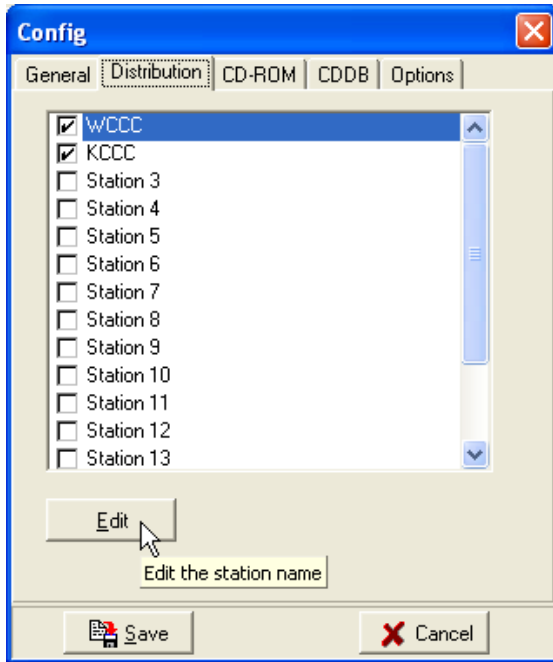 Config
General Distribution CD-ROM CDDB Options
WCCC
KCCC
Station 3
Station 4
Station 5
Station 6
Station 7
Station 8
Station 9
Station 10
Station 11
Station 12
Station 13
Edit
Edit the station name
Save Cancel